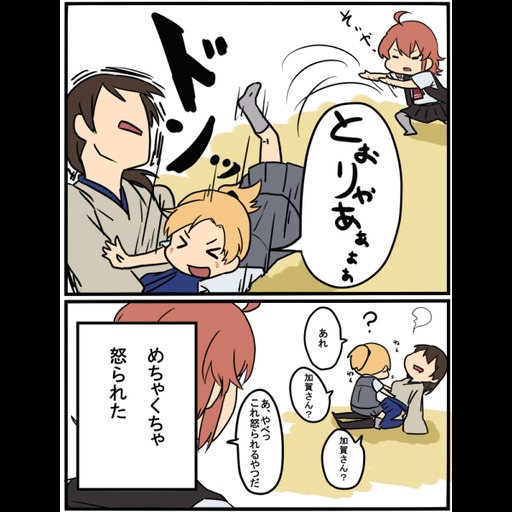 そぉいやっ
ドンッ
とぉりゃあぁぁぁ
あれ
?
加賀さん?
加賀さん?
あ、やべっ
これ怒られるやつだ
めちゃくちゃ
怒られた